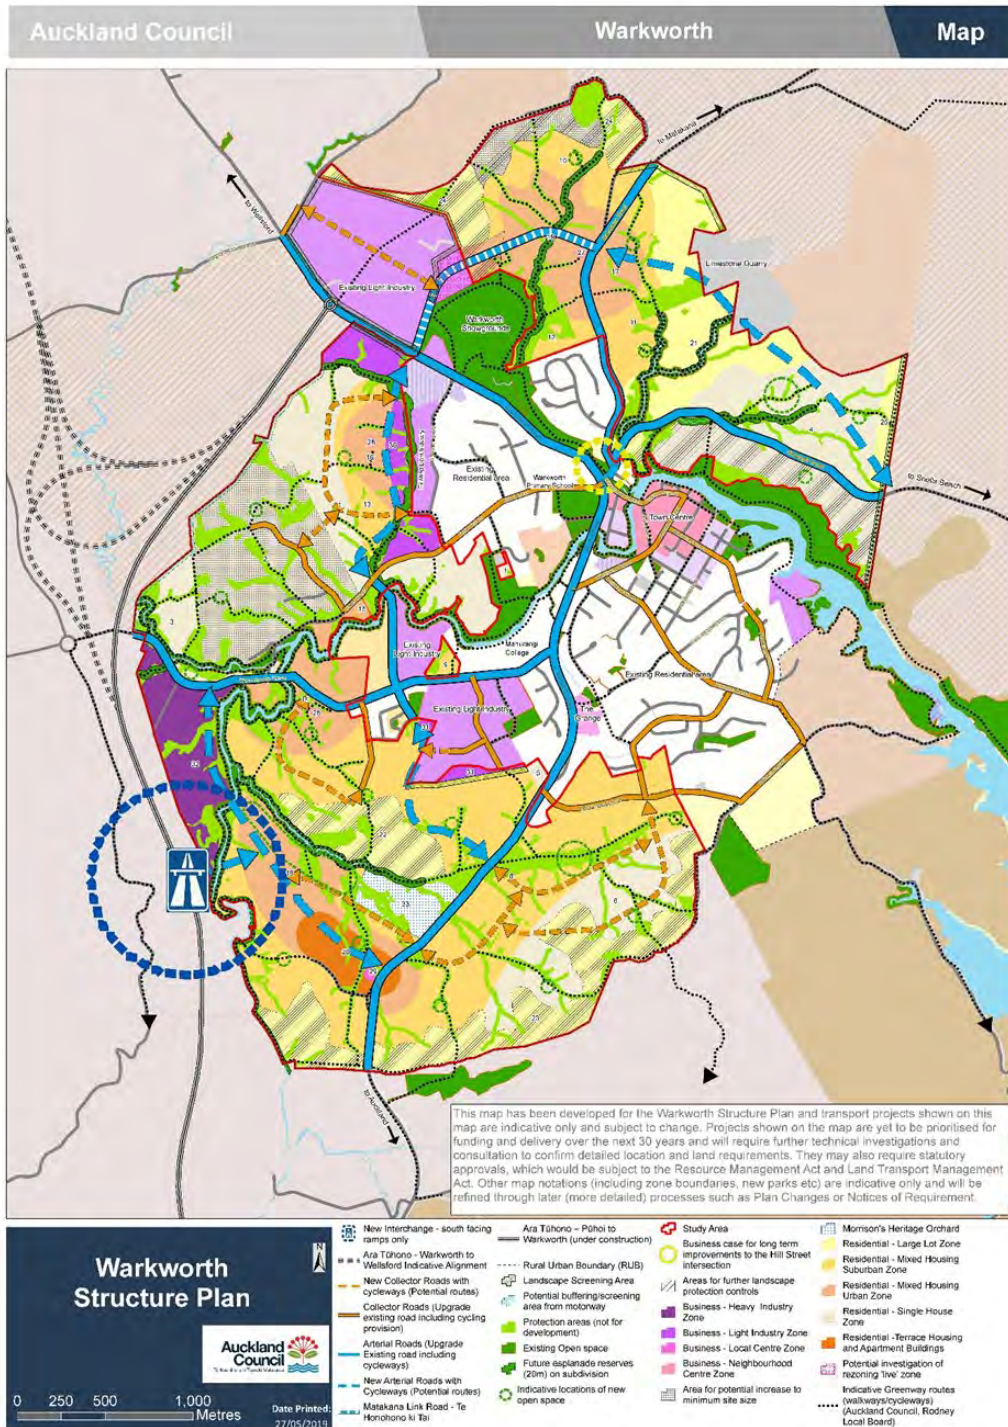 Auckland Council
Warkworth
Map
to Matakana
to Wellsford
Limestone Quarry
Existing Light Industry
Warkworth
Showgrounds
Existing
Residential area
Warkworth
Primary School
to Snells Beach
Town Centre
Existing
Light Industry
Mahurangi
College
Existing Residential area
Existing Light Industry
The
Grange
to Auckland
This map has been developed for the Warkworth Structure Plan and transport projects shown on this
map are indicative only and subject to change. Projects shown on the map are yet to be prioritised for
funding and delivery over the next 30 years and will require further technical investigations and
consultation to confirm detailed location and land requirements. They may also require statutory
approvals, which would be subject to the Resource Management Act and Land Transport Management
Act. Other map notations (including zone boundaries, new parks etc) are indicative only and will be
refined through later (more detailed) processes such as Plan Changes or Notices of Requirement.
Warkworth
Structure Plan
N
Auckland
Council
0 250 500 1,000
Metres
Date Printed:
27/05/2019
New Interchange - south facing
ramps only
Ara Tūhono - Warkworth to
Wellsford Indicative Alignment
New Collector Roads with
cycleways (Potential routes)
Collector Roads (Upgrade
existing road including cycling
provision)
Arterial Roads (Upgrade
Existing road including
cycleways)
New Arterial Roads with
Cycleways (Potential routes)
Matakana Link Road - Te
Honohono ki Tai
Ara Tūhono – Pūhoi to
Warkworth (under construction)
Rural Urban Boundary (RUB)
Landscape Screening Area
Potential buffering/screening
area from motorway
Protection areas (not for
development)
Existing Open space
Future esplanade reserves
(20m) on subdivision
Indicative locations of new
open space
Study Area
Business case for long term
improvements to the Hill Street
intersection
Areas for further landscape
protection controls
Business - Heavy Industry
Zone
Business - Light Industry Zone
Business - Local Centre Zone
Business - Neighbourhood
Centre Zone
Area for potential increase to
minimum site size
Morrison's Heritage Orchard
Residential - Large Lot Zone
Residential - Mixed Housing
Suburban Zone
Residential - Mixed Housing
Urban Zone
Residential - Single House
Zone
Residential -Terrace Housing
and Apartment Buildings
Potential investigation of
rezoning 'live' zone
Indicative Greenway routes
(walkways/cycleways)
(Auckland Council, Rodney
Local Board)